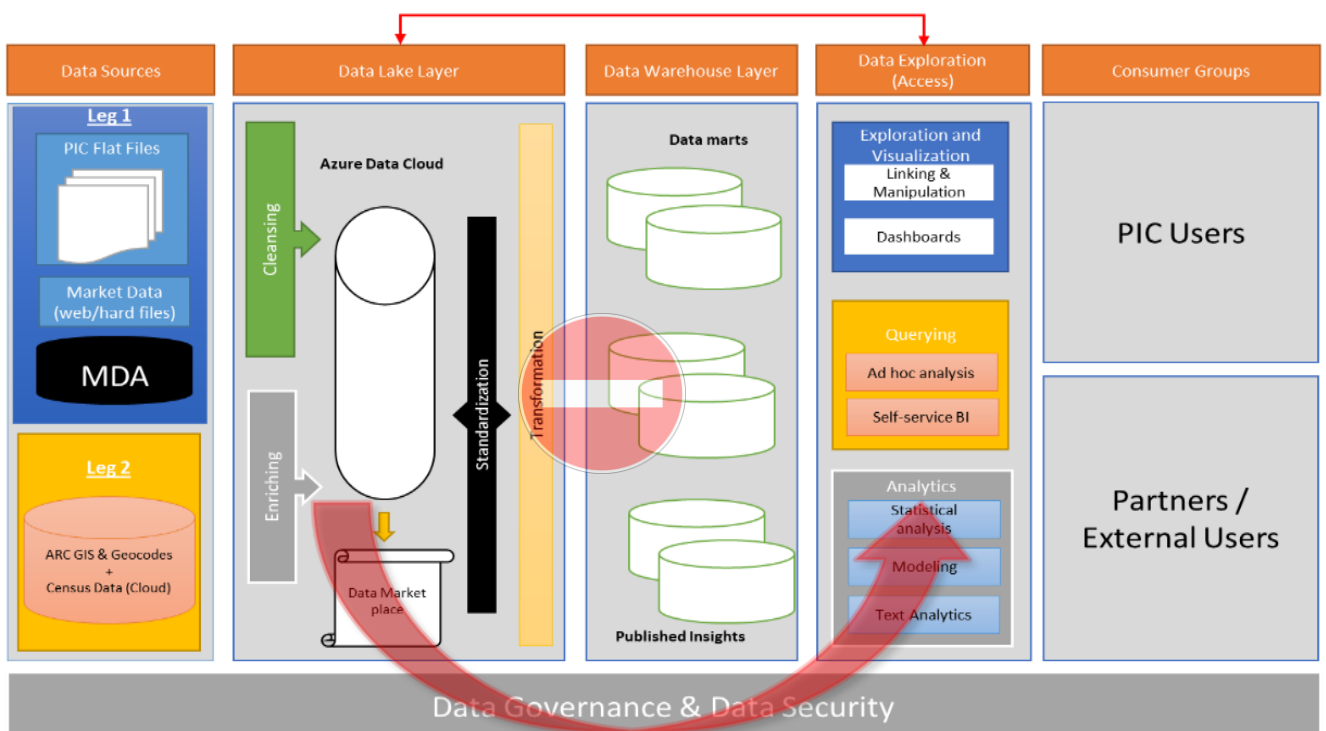 Data Sources
Data Lake Layer
Data Warehouse Layer
Data Exploration
(Access)
Consumer Groups
Leg 1
PIC Flat Files
Market Data
(web/hard files)
MDA
Leg 2
ARC GIS & Geocodes
+
Census Data (Cloud)
Cleansing
Enriching
Azure Data Cloud
Data Market
place
Standardization
Transformation
Data marts
Published Insights
Exploration and
Visualization
Linking &
Manipulation
Dashboards
Querying
Ad hoc analysis
Self-service BI
Analytics
Statistical
analysis
Modeling
Text Analytics
PIC Users
Partners /
External Users
Data Governance & Data Security